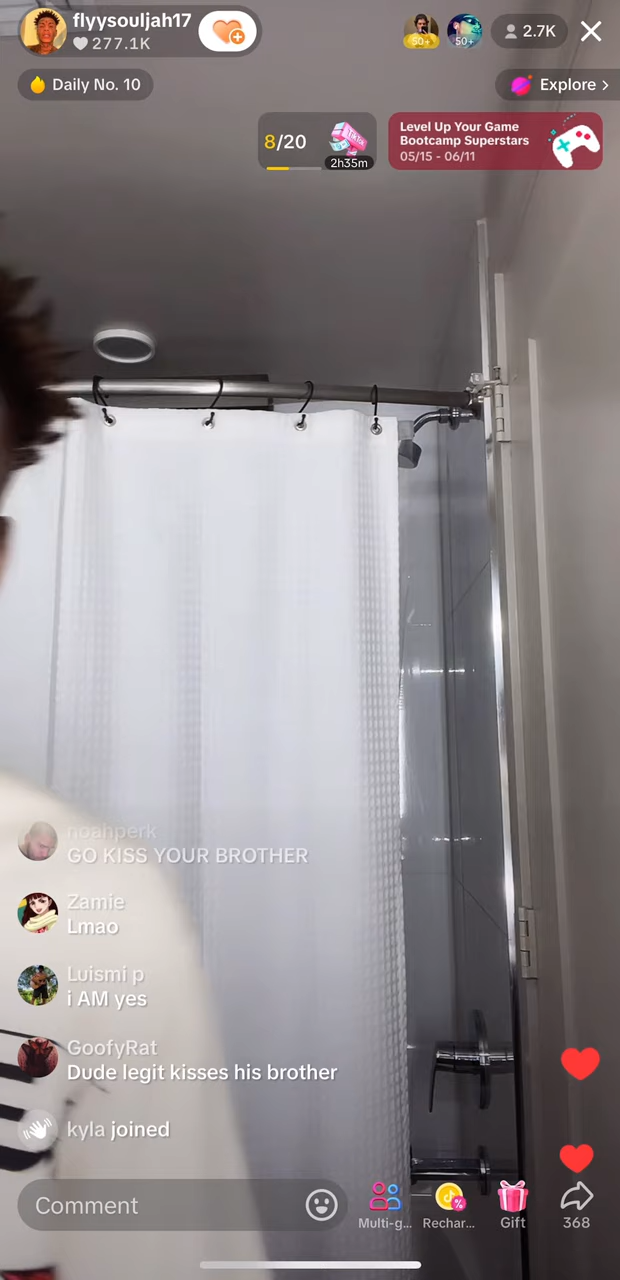 flyysouljah17
277.1K
50+
50+
2.7K
Daily No. 10
Explore >
8/20
2h35m
Level Up Your Game
Bootcamp Superstars
05/15 - 06/11
noahperk
GO KISS YOUR BROTHER
Zamie
Lmao
Luismi p
i AM yes
GoofyRat
Dude legit kisses his brother
kyla joined
Comment
Multi-g...
Rechar...
Gift
368